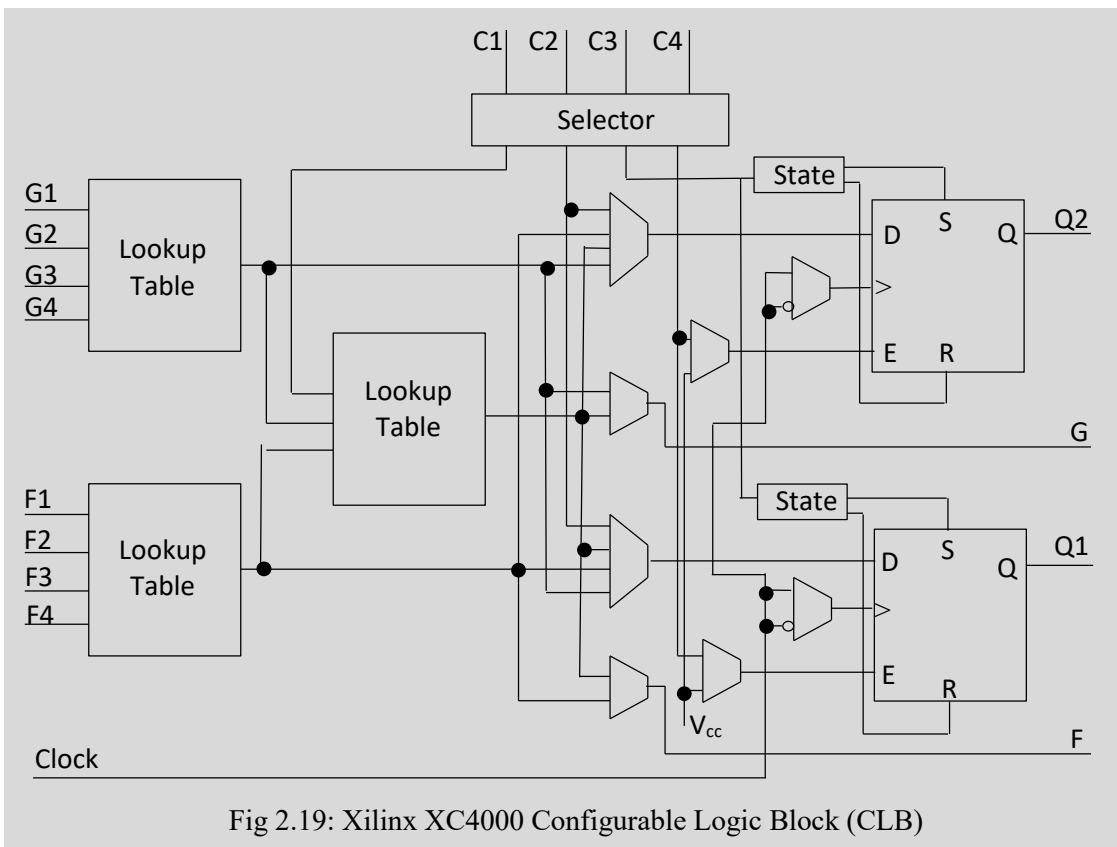 C1 C2 C3 C4
Selector
State
G1
G2
G3
G4
Lookup
Table
S
D
Q
Q2
E
R
Lookup
Table
G
F1
F2
F3
F4
Lookup
Table
State
S
D
Q
Q1
E
R
Vcc
F
Clock
Fig 2.19: Xilinx XC4000 Configurable Logic Block (CLB)